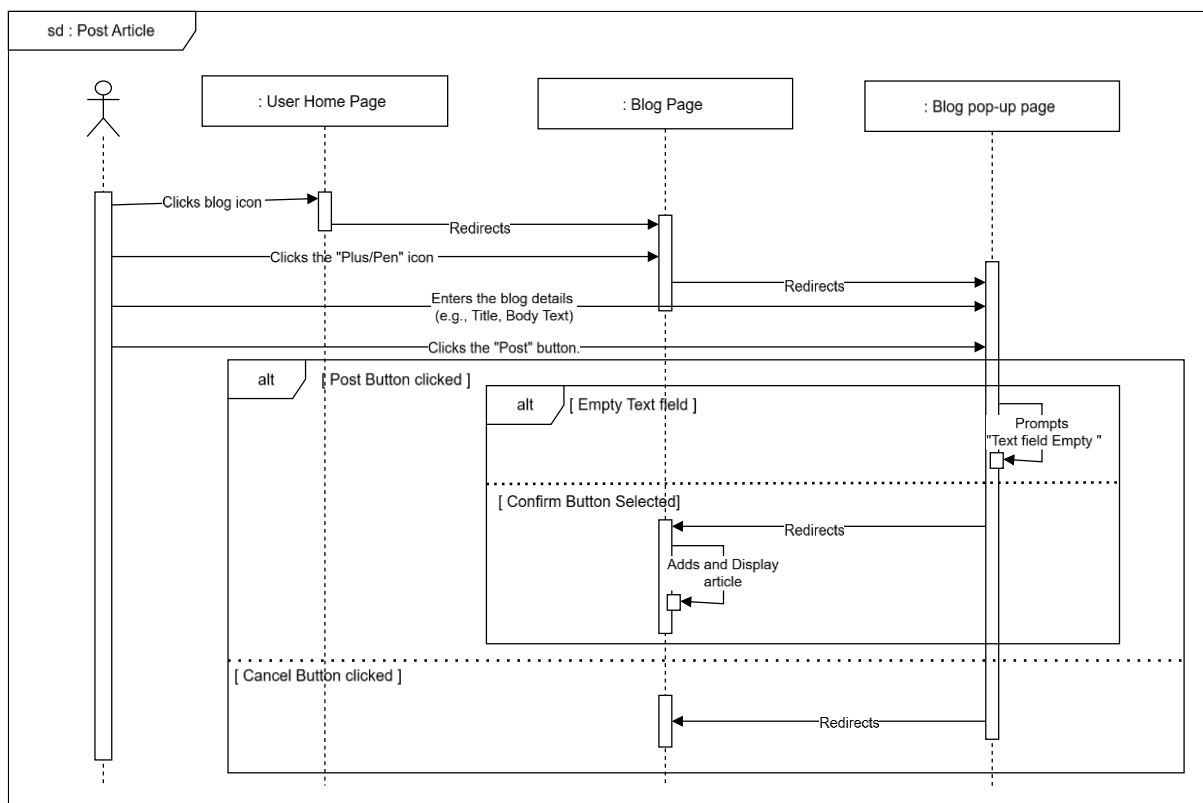 sd : Post Article
: User Home Page
: Blog Page
: Blog pop-up page
Clicks blog icon
Redirects
Clicks the "Plus/Pen" icon
Redirects
Enters the blog details
(e.g., Title, Body Text)
Clicks the "Post" button.
alt
[ Post Button clicked ]
alt
[ Empty Text field ]
Prompts
"Text field Empty "
[ Confirm Button Selected]
Redirects
Adds and Display
article
[ Cancel Button clicked ]
Redirects